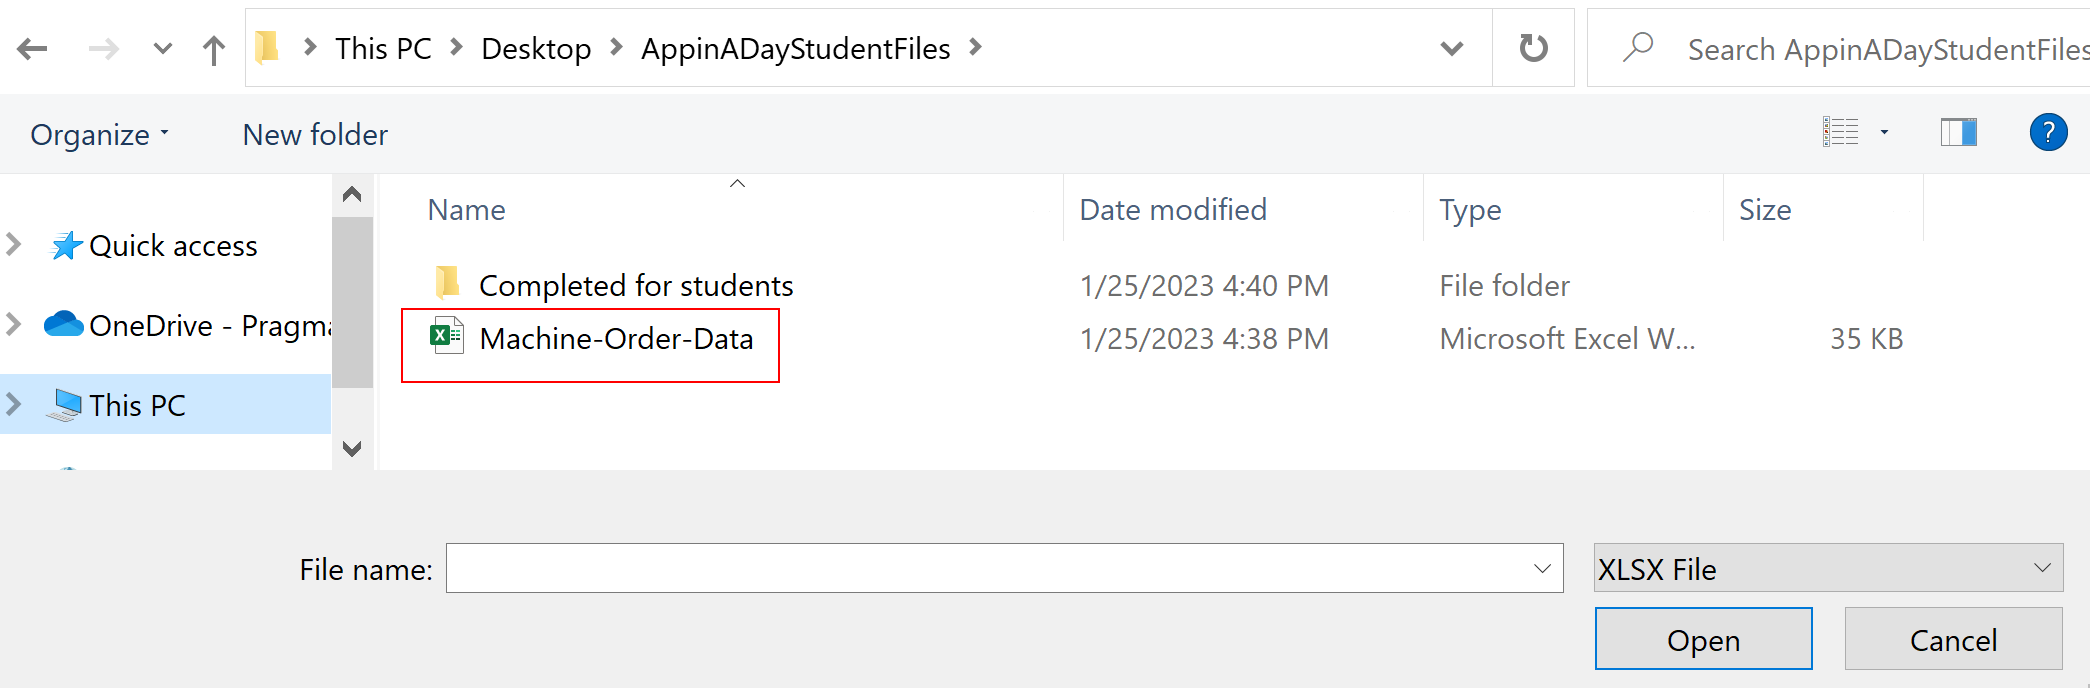 This PC > Desktop > AppinADayStudentFiles >
Search AppinADayStudentFiles
Organize
New folder
?
Name
Date modified
Type
Size
Quick access
OneDrive - Pragma
This PC
Completed for students 1/25/2023 4:40 PM File folder
Machine-Order-Data 1/25/2023 4:38 PM Microsoft Excel W... 35 KB
File name:
XLSX File
Open
Cancel